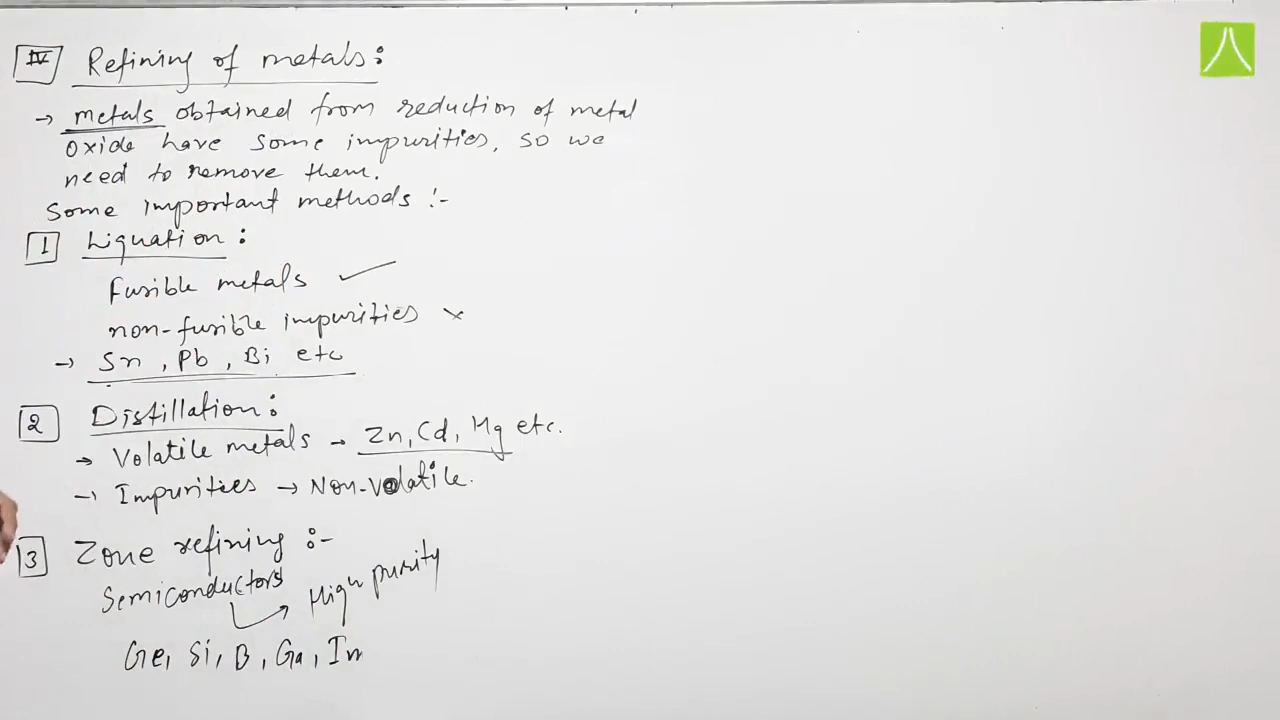 IV Refining of metals:
→ metals obtained from reduction of metal
oxide have some impurities, so we
need to remove them.
Some important methods :-
1 Liquation :
Fusible metals ✓
non-fusible impurities ×
→ Sn, Pb, Bi etc
2 Distillation :
→ Volatile metals → Zn, Cd, Hg etc.
→ Impurities → Non-Volatile.
3 Zone refining :-
Semiconductors → High purity
Ge, Si, B, Ga, In